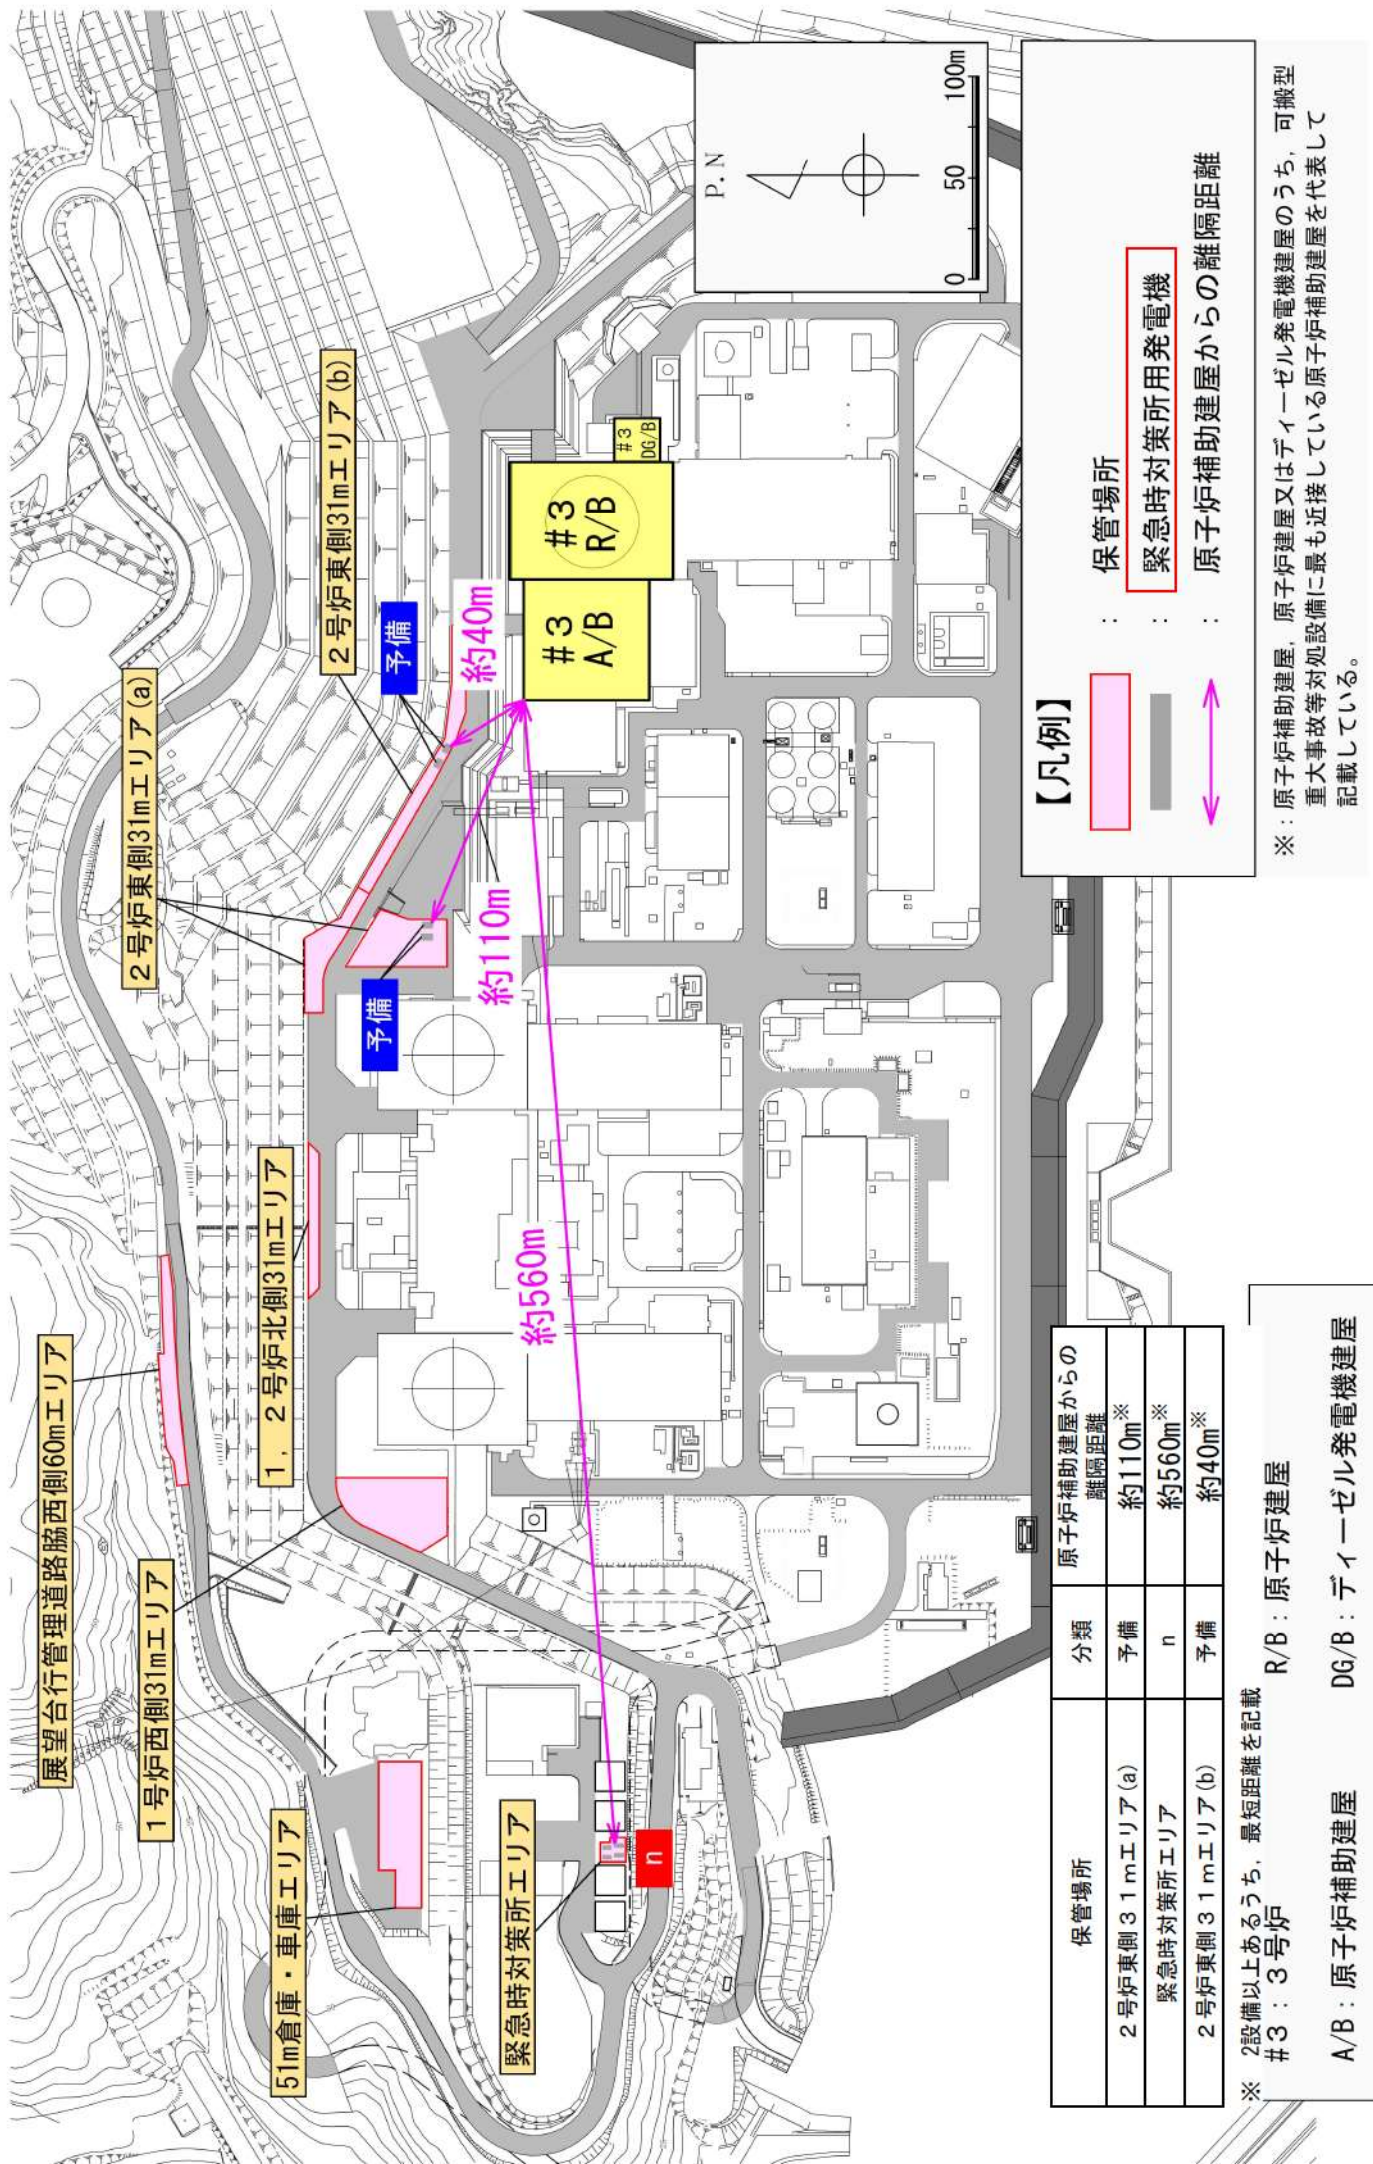 展望台行管理道路脇西側60mエリア
１号炉西側31mエリア
51m倉庫・車庫エリア
１，２号炉北側31mエリア
２号炉東側31mエリア(a)
２号炉東側31mエリア(b)
緊急時対策所エリア
予備
予備
n
約40m
約110m
約560m
#3
A/B
#3
R/B
#3
DG/B
P.N
0 50 100m
【凡例】
： 保管場所
： 緊急時対策所用発電機
： 原子炉補助建屋からの離隔距離
※：原子炉補助建屋，原子炉建屋又はディーゼル発電機建屋のうち，可搬型
重大事故等対処設備に最も近接している原子炉補助建屋を代表して
記載している。
保管場所 分類 原子炉補助建屋からの
離隔距離
２号炉東側３１mエリア(a) 予備 約110m※
緊急時対策所エリア n 約560m※
２号炉東側３１mエリア(b) 予備 約40m※
※ 2設備以上あるうち，最短距離を記載
#３：３号炉 R/B：原子炉建屋
A/B：原子炉補助建屋 DG/B：ディーゼル発電機建屋